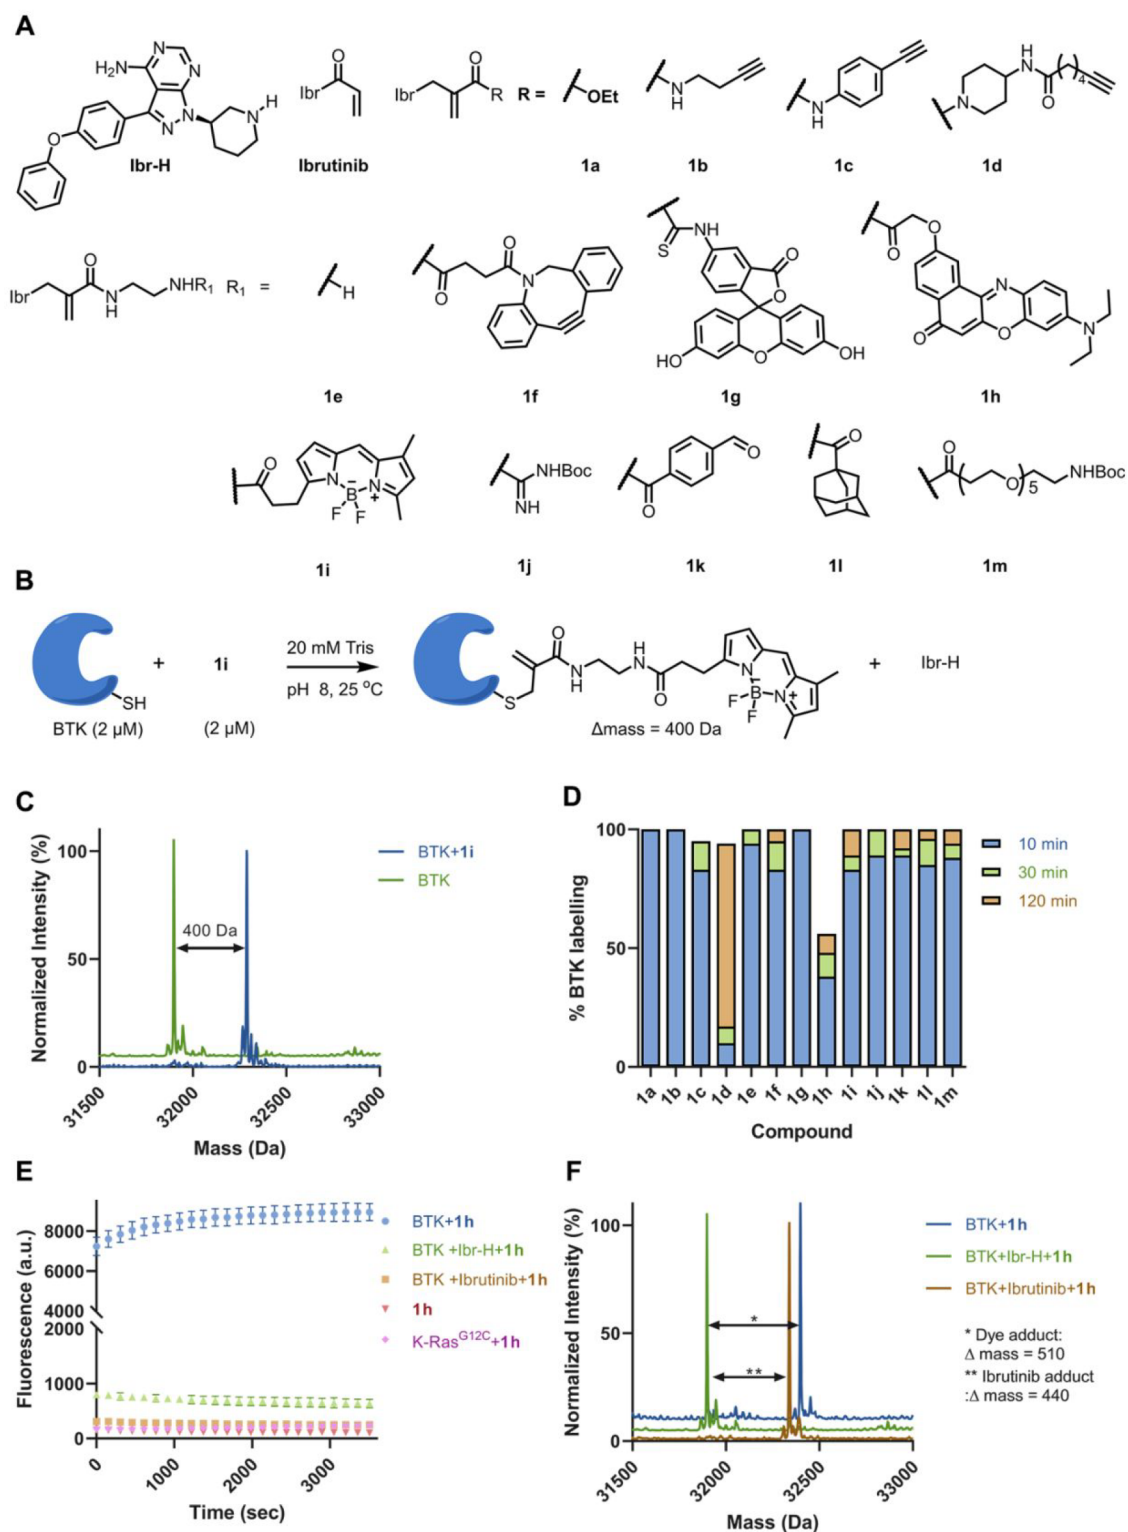 A
Ibr-H
Ibrutinib
R =
OEt
1a
1b
1c
1d
Ibr
O
Ibr
O
R
H₂N
N
N
N
N
N
H
O
N
H
N
H
N
H
N
O
4
Ibr
O
N
H
NHR₁ R₁ =
H
1e
O
O
N
1f
S
NH
O
O
HO
O
OH
1g
O
O
N
O
O
N
1h
O
N
B
N
F
F
− +
1i
NHBoc
NH
1j
O
O
1k
O
1l
O
O
5
NHBoc
1m
B
SH
BTK (2 µM)
+
1i
(2 µM)
20 mM Tris
pH 8, 25 °C
S
O
N
H
H
N
O
N
B
N
F
F
− +
Δmass = 400 Da
+
Ibr-H
C
Normalized Intensity (%)
100
50
0
400 Da
BTK+1i
BTK
31500
32000
32500
33000
Mass (Da)
D
% BTK labelling
100
50
0
10 min
30 min
120 min
1a 1b 1c 1d 1e 1f 1g 1h 1i 1j 1k 1l 1m
Compound
E
Fluorescence (a.u.)
8000
6000
4000
2000
1000
0
BTK+1h
BTK +Ibr-H+1h
BTK +Ibrutinib+1h
1h
K-Ras^G12C+1h
0
1000
2000
3000
Time (sec)
F
Normalized Intensity (%)
100
50
0
*
**
BTK+1h
BTK+Ibr-H+1h
BTK+Ibrutinib+1h
* Dye adduct:
Δ mass = 510
** Ibrutinib adduct
:Δ mass = 440
31500
32000
32500
33000
Mass (Da)